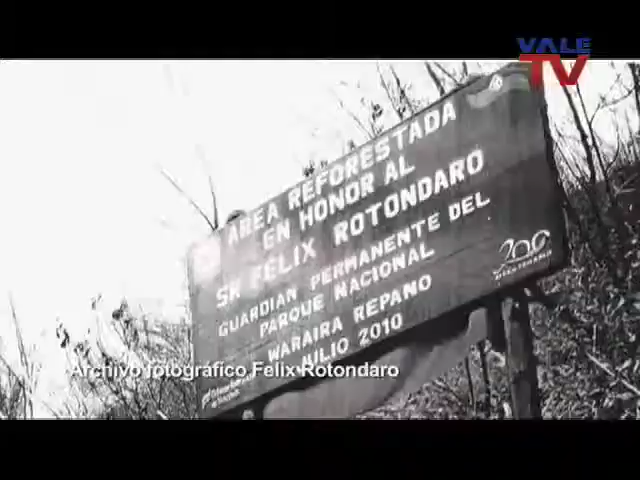 VALE
TV
AREA REFORESTADA
EN HONOR AL
SR FELIX ROTONDARO
GUARDIAN PERMANENTE DEL
PARQUE NACIONAL
WARAIRA REPANO
JULIO 2010
200
Archivo fotográfico Felix Rotondaro